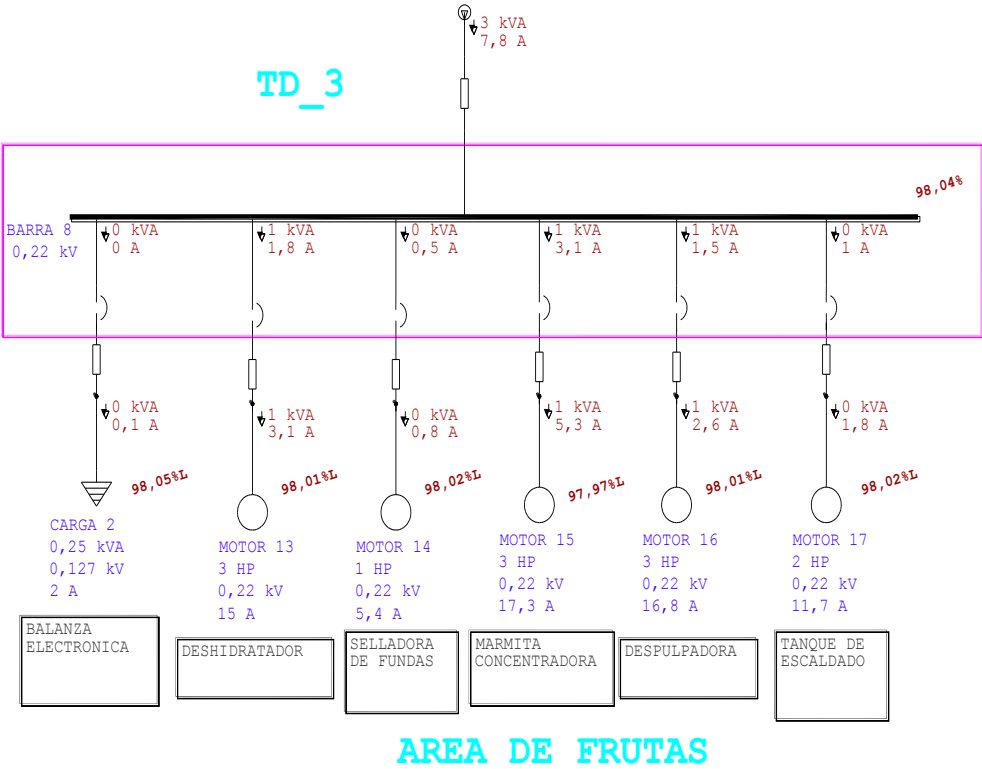 3 kVA
7,8 A
TD_3
98,04%
BARRA 8
0,22 kV
0 kVA
0 A
1 kVA
1,8 A
0 kVA
0,5 A
1 kVA
3,1 A
1 kVA
1,5 A
0 kVA
1 A
0 kVA
0,1 A
1 kVA
3,1 A
0 kVA
0,8 A
1 kVA
5,3 A
1 kVA
2,6 A
0 kVA
1,8 A
98,05%L
98,01%L
98,02%L
97,97%L
98,01%L
98,02%L
CARGA 2
0,25 kVA
0,127 kV
2 A
MOTOR 13
3 HP
0,22 kV
15 A
MOTOR 14
1 HP
0,22 kV
5,4 A
MOTOR 15
3 HP
0,22 kV
17,3 A
MOTOR 16
3 HP
0,22 kV
16,8 A
MOTOR 17
2 HP
0,22 kV
11,7 A
BALANZA
ELECTRONICA
DESHIDRATADOR
SELLADORA
DE FUNDAS
MARMITA
CONCENTRADORA
DESPULPADORA
TANQUE DE
ESCALDADO
AREA DE FRUTAS